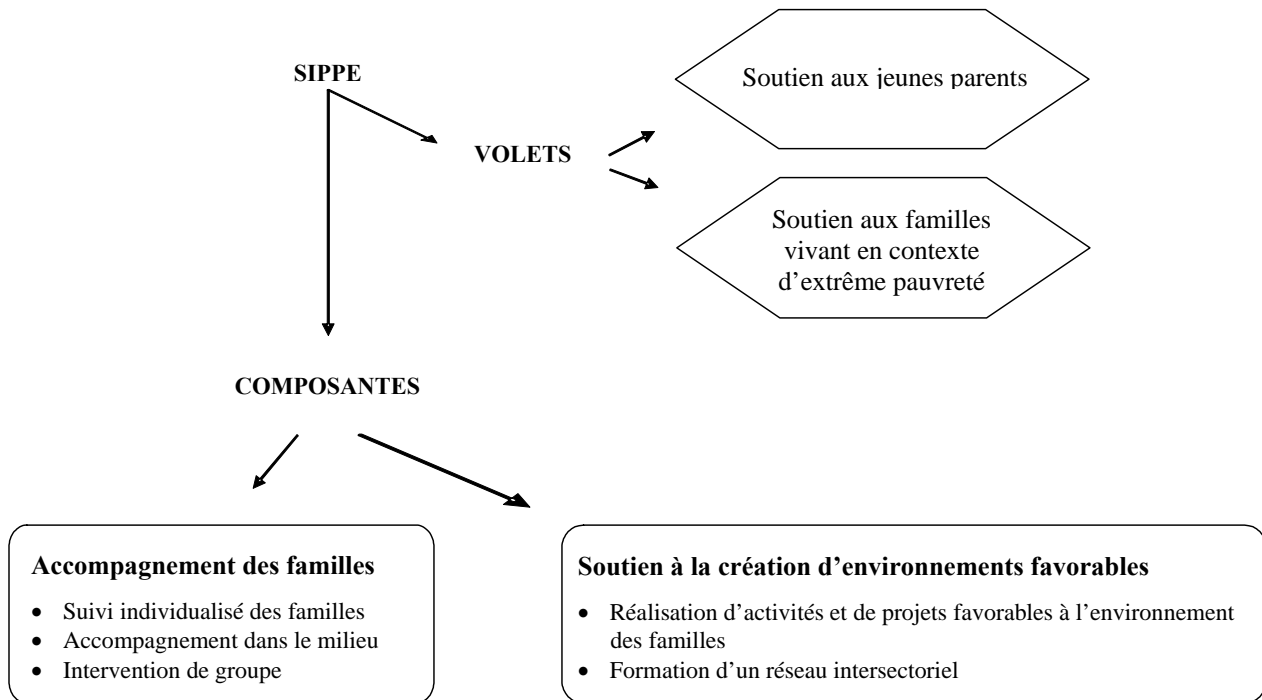 SIPPE
Soutien aux jeunes parents
VOLETS
Soutien aux familles
vivant en contexte
d’extrême pauvreté
COMPOSANTES
Accompagnement des familles
• Suivi individualisé des familles
• Accompagnement dans le milieu
• Intervention de groupe
Soutien à la création d’environnements favorables
• Réalisation d’activités et de projets favorables à l’environnement
des familles
• Formation d’un réseau intersectoriel